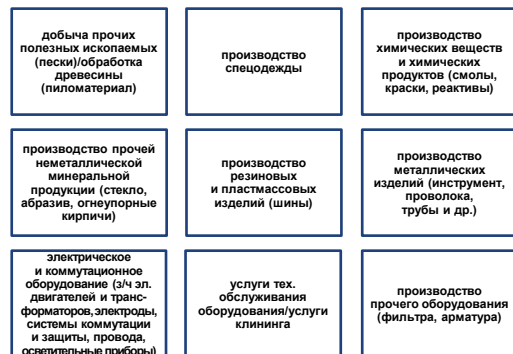 добыча прочих
полезных ископаемых
(пески)/обработка
древесины
(пиломатериал)
производство
спецодежды
производство
химических веществ
и химических
продуктов (смолы,
краски, реактивы)
производство прочей
неметаллической
минеральной
продукции (стекло,
абразив, огнеупорные
кирпичи)
производство
резиновых
и пластмассовых
изделий (шины)
производство
металлических
изделий (инструмент,
проволока,
трубы и др.)
электрическое
и коммутационное
оборудование (з/ч эл.
двигателей и транс-
форматоров, электроды,
системы коммутации
и защиты, провода,
осветительные приборы)
услуги тех.
обслуживания
оборудования/услуги
клининга
производство
прочего оборудования
(фильтра, арматура)